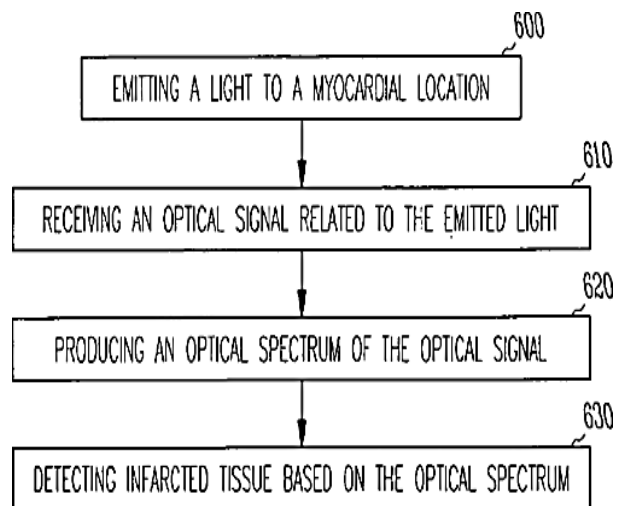 600
EMITTING A LIGHT TO A MYOCARDIAL LOCATION
610
RECEIVING AN OPTICAL SIGNAL RELATED TO THE EMITTED LIGHT
620
PRODUCING AN OPTICAL SPECTRUM OF THE OPTICAL SIGNAL
630
DETECTING INFARCTED TISSUE BASED ON THE OPTICAL SPECTRUM